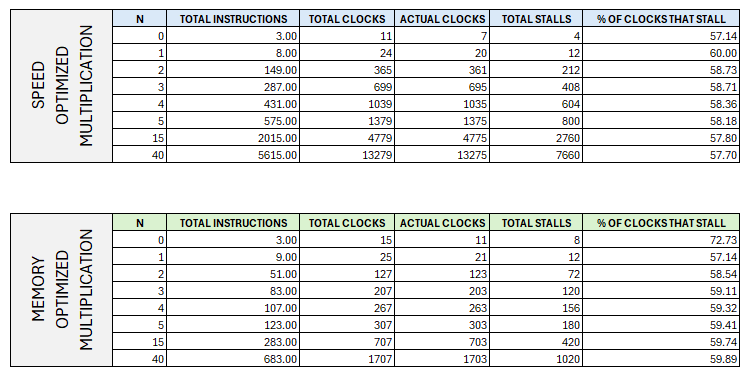 SPEED
OPTIMIZED
MULTIPLICATION
N TOTAL INSTRUCTIONS TOTAL CLOCKS ACTUAL CLOCKS TOTAL STALLS % OF CLOCKS THAT STALL
0 3.00 11 7 4 57.14
1 8.00 24 20 12 60.00
2 149.00 365 361 212 58.73
3 287.00 699 695 408 58.71
4 431.00 1039 1035 604 58.36
5 575.00 1379 1375 800 58.18
15 2015.00 4779 4775 2760 57.80
40 5615.00 13279 13275 7660 57.70
MEMORY
OPTIMIZED
MULTIPLICATION
N TOTAL INSTRUCTIONS TOTAL CLOCKS ACTUAL CLOCKS TOTAL STALLS % OF CLOCKS THAT STALL
0 3.00 15 11 8 72.73
1 9.00 25 21 12 57.14
2 51.00 127 123 72 58.54
3 83.00 207 203 120 59.11
4 107.00 267 263 156 59.32
5 123.00 307 303 180 59.41
15 283.00 707 703 420 59.74
40 683.00 1707 1703 1020 59.89